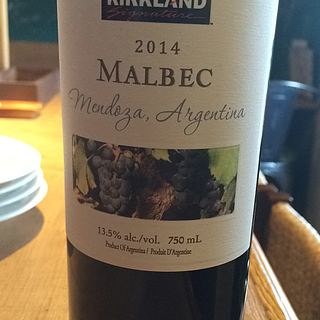 KIRKLAND
Signature
2014
MALBEC
Mendoza, Argentina
13.5% alc./vol. 750 mL
Product Of Argentina / Produit D'Argentine